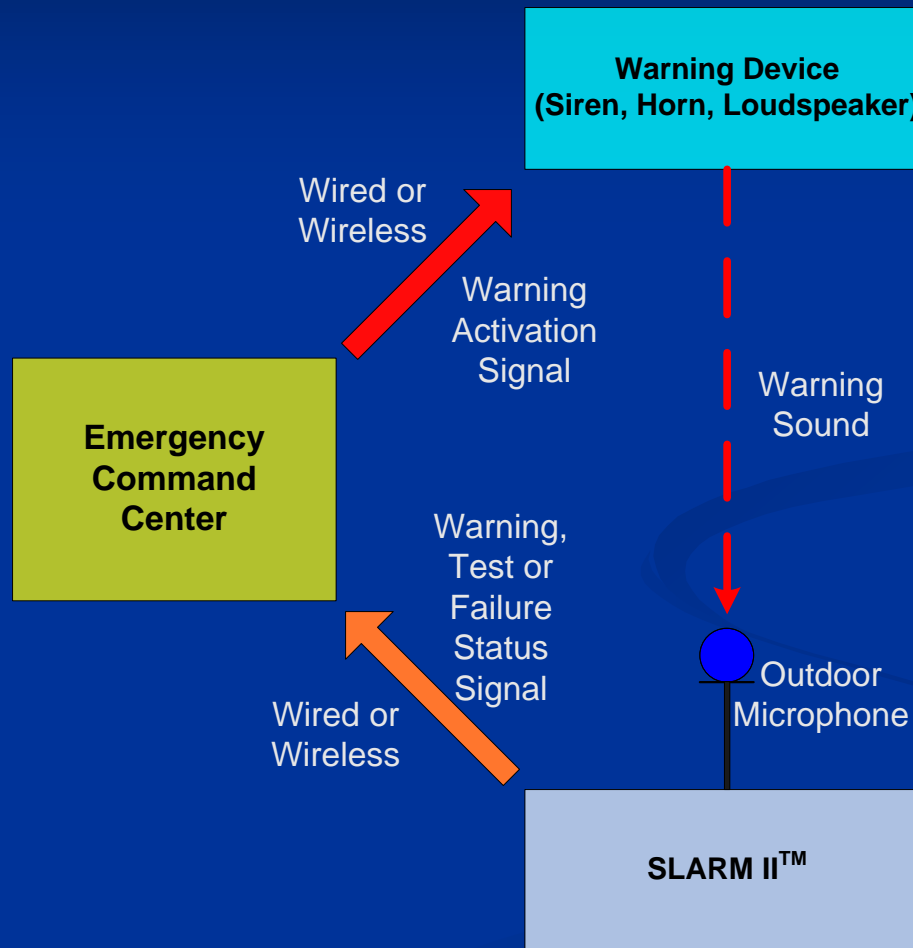 Warning Device
(Siren, Horn, Loudspeaker)
Wired or
Wireless
Warning
Activation
Signal
Warning
Sound
Emergency
Command
Center
Warning,
Test or
Failure
Status
Signal
Wired or
Wireless
Outdoor
Microphone
SLARM II™